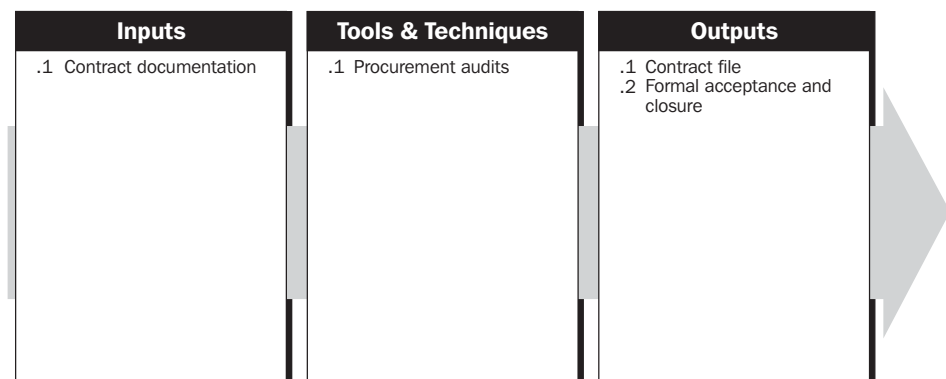 Inputs
.1 Contract documentation
Tools & Techniques
.1 Procurement audits
Outputs
.1 Contract file
.2 Formal acceptance and
closure